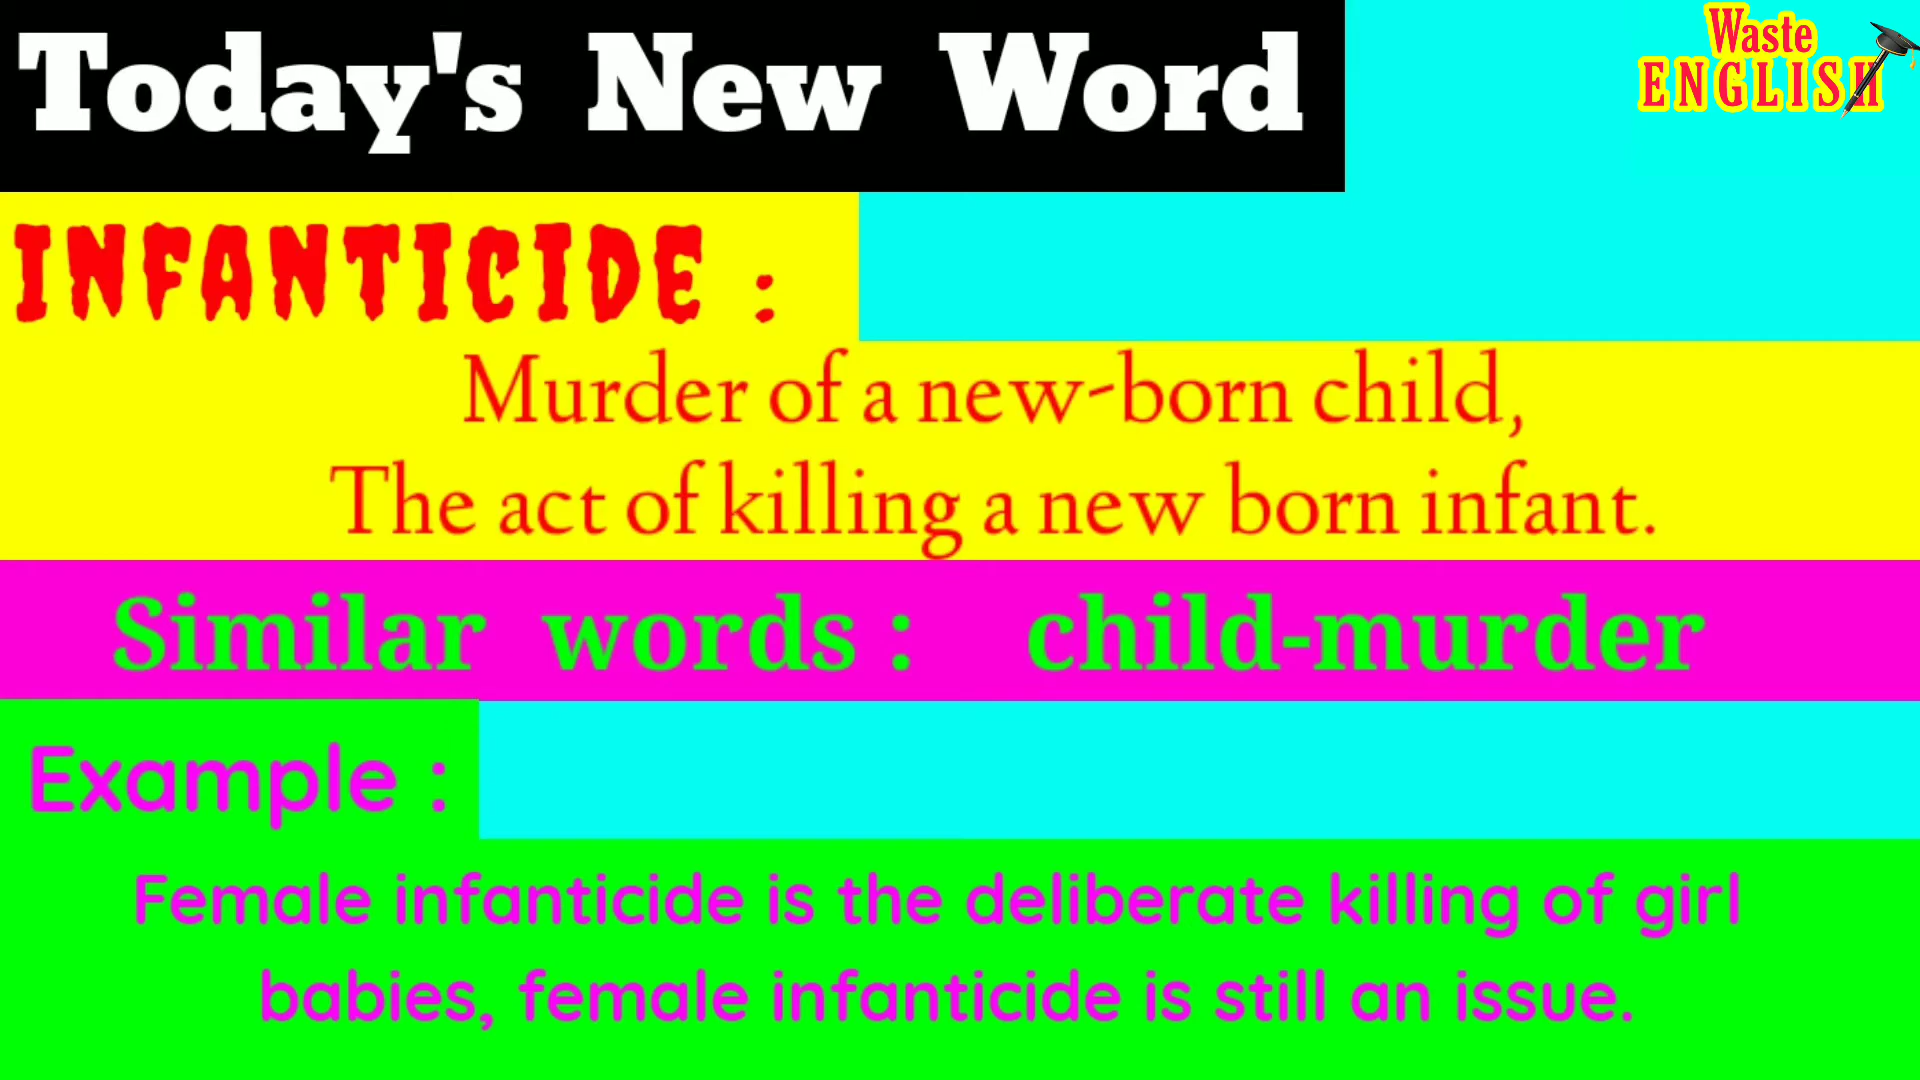 Today's New Word
Waste
ENGLISH
INFANTICIDE :
Murder of a new-born child,
The act of killing a new born infant.
Similar words : child-murder
Example :
Female infanticide is the deliberate killing of girl
babies, female infanticide is still an issue.